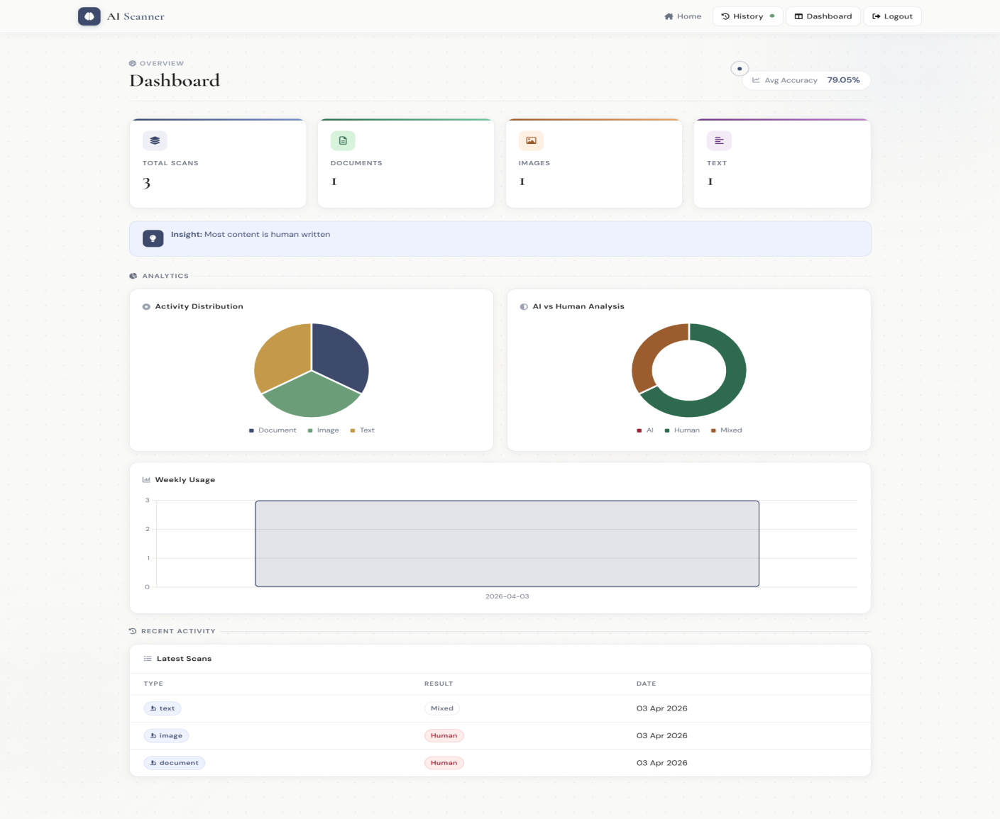 AI Scanner
Home History Dashboard Logout
OVERVIEW
Dashboard
Avg Accuracy 79.05%
TOTAL SCANS
3
DOCUMENTS
1
IMAGES
1
TEXT
1
Insight: Most content is human written
ANALYTICS
Activity Distribution
Document Image Text
AI vs Human Analysis
AI Human Mixed
Weekly Usage
3
2
1
0
2026-04-03
RECENT ACTIVITY
Latest Scans
TYPE RESULT DATE
text Mixed 03 Apr 2026
image Human 03 Apr 2026
document Human 03 Apr 2026